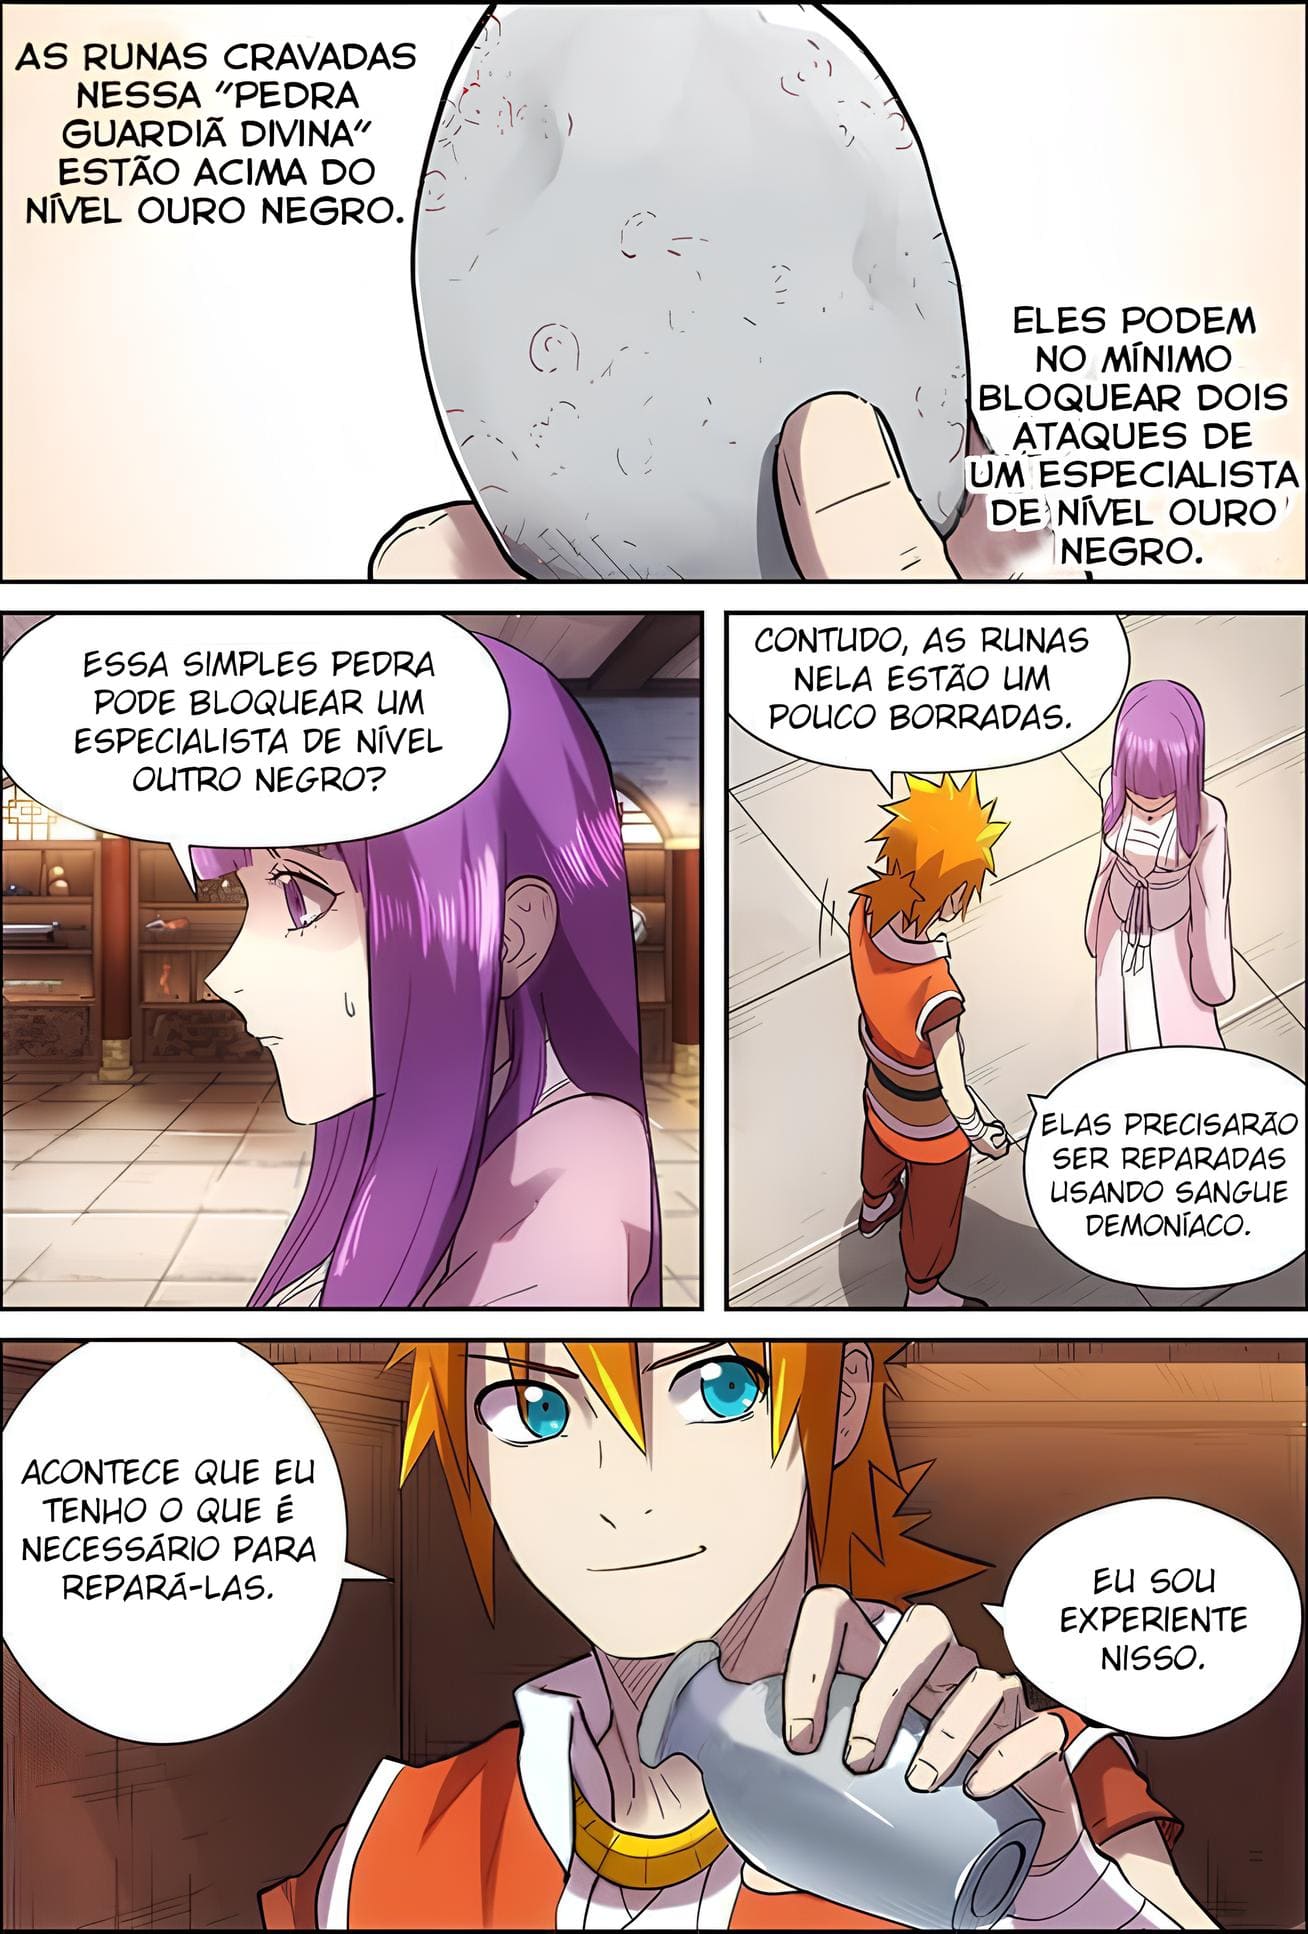 AS RUNAS CRAVADAS
NESSA "PEDRA
GUARDIÃ DIVINA"
ESTÃO ACIMA DO
NÍVEL OURO NEGRO.
ELES PODEM
NO MÍNIMO
BLOQUEAR DOIS
ATAQUES DE
UM ESPECIALISTA
DE NÍVEL OURO
NEGRO.
ESSA SIMPLES PEDRA
PODE BLOQUEAR UM
ESPECIALISTA DE NÍVEL
OUTRO NEGRO?
CONTUDO, AS RUNAS
NELA ESTÃO UM
POUCO BORRADAS.
ELAS PRECISARÃO
SER REPARADAS
USANDO SANGUE
DEMONÍACO.
ACONTECE QUE EU
TENHO O QUE É
NECESSÁRIO PARA
REPARÁ-LAS.
EU SOU
EXPERIENTE
NISSO.